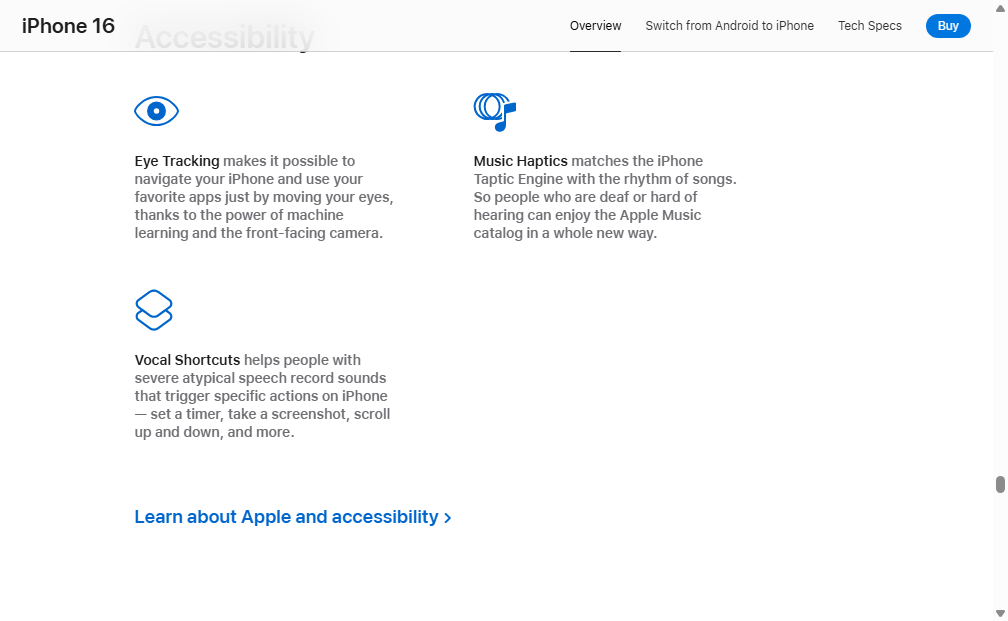 iPhone 16
Overview
Switch from Android to iPhone
Tech Specs
Buy
Accessibility
Eye Tracking makes it possible to
navigate your iPhone and use your
favorite apps just by moving your eyes,
thanks to the power of machine
learning and the front-facing camera.
Music Haptics matches the iPhone
Taptic Engine with the rhythm of songs.
So people who are deaf or hard of
hearing can enjoy the Apple Music
catalog in a whole new way.
Vocal Shortcuts helps people with
severe atypical speech record sounds
that trigger specific actions on iPhone
— set a timer, take a screenshot, scroll
up and down, and more.
Learn about Apple and accessibility >